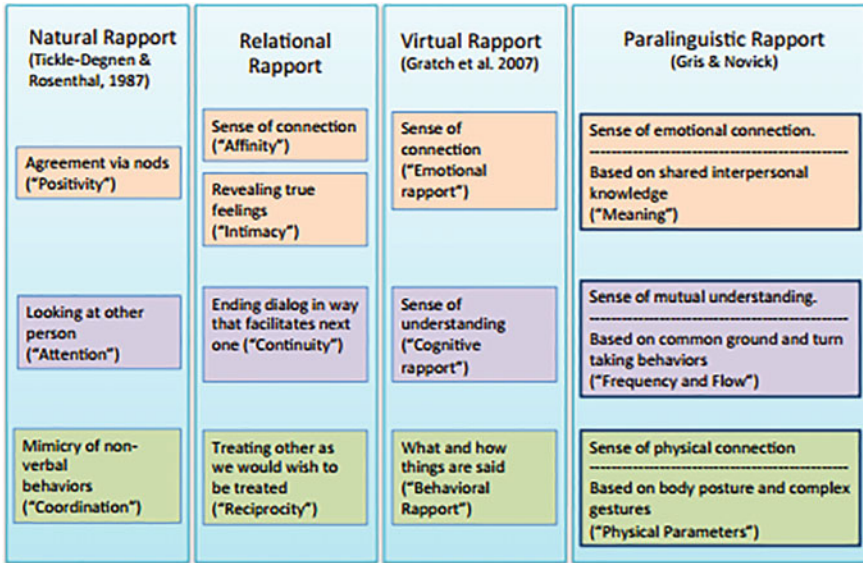 Natural Rapport
(Tickle-Degnen &
Rosenthal, 1987)
Agreement via nods
("Positivity")
Looking at other
person
("Attention")
Mimicry of non-
verbal
behaviors
("Coordination")
Relational
Rapport
Sense of connection
("Affinity")
Revealing true
feelings
("Intimacy")
Ending dialog in way
that facilitates next
one ("Continuity")
Treating other as
we would wish to
be treated
("Reciprocity")
Virtual Rapport
(Gratch et al. 2007)
Sense of
connection
("Emotional
rapport")
Sense of
understanding
("Cognitive
rapport")
What and how
things are said
("Behavioral
Rapport")
Paralinguistic Rapport
(Gris & Novick)
Sense of emotional connection.
Based on shared interpersonal
knowledge
("Meaning")
Sense of mutual understanding.
Based on common ground and turn
taking behaviors
("Frequency and Flow")
Sense of physical connection
Based on body posture and complex
gestures
("Physical Parameters")